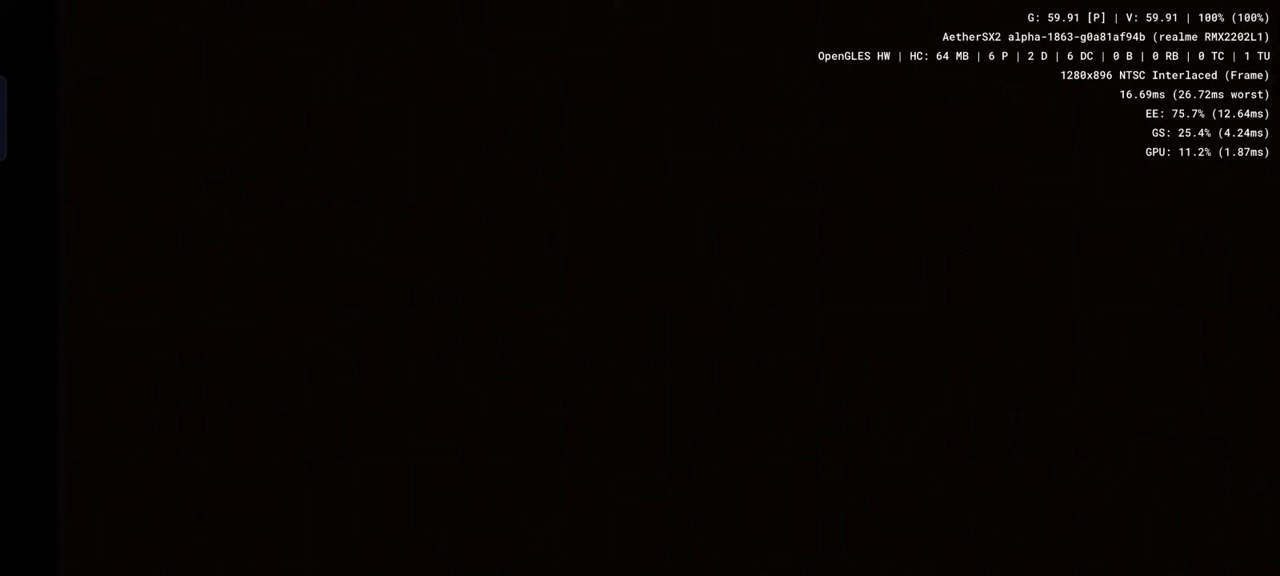 G: 59.91 [P] | V: 59.91 | 100% (100%)
AetherSX2 alpha-1863-g0a81af94b (realme RMX2202L1)
OpenGLES HW | HC: 64 MB | 6 P | 2 D | 6 DC | 0 B | 0 RB | 0 TC | 1 TU
1280x896 NTSC Interlaced (Frame)
16.69ms (26.72ms worst)
EE: 75.7% (12.64ms)
GS: 25.4% (4.24ms)
GPU: 11.2% (1.87ms)